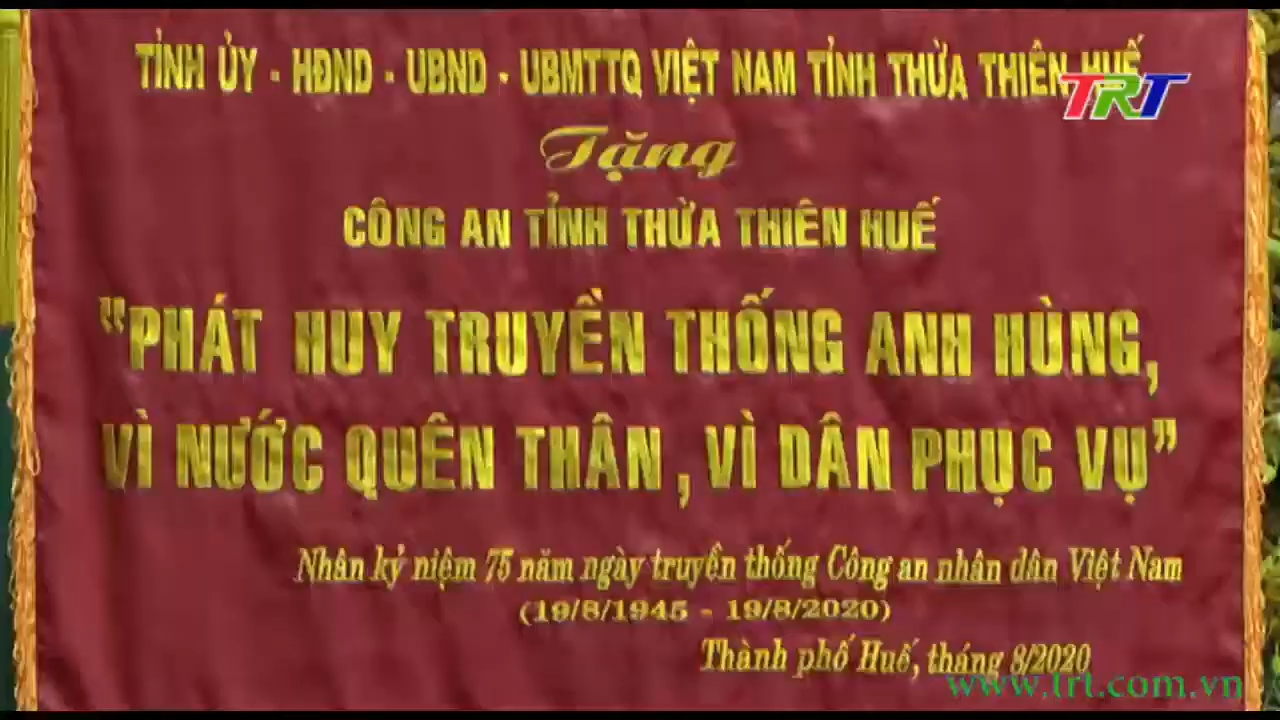 TỈNH ỦY - HĐND - UBND - UBMTTQ VIỆT NAM TỈNH THỪA THIÊN HUẾ
TRT
Tặng
CÔNG AN TỈNH THỪA THIÊN HUẾ
"PHÁT HUY TRUYỀN THỐNG ANH HÙNG,
VÌ NƯỚC QUÊN THÂN, VÌ DÂN PHỤC VỤ"
Nhân kỷ niệm 75 năm ngày truyền thống Công an nhân dân Việt Nam
(19/8/1945 - 19/8/2020)
Thành phố Huế, tháng 8/2020
www.trt.com.vn